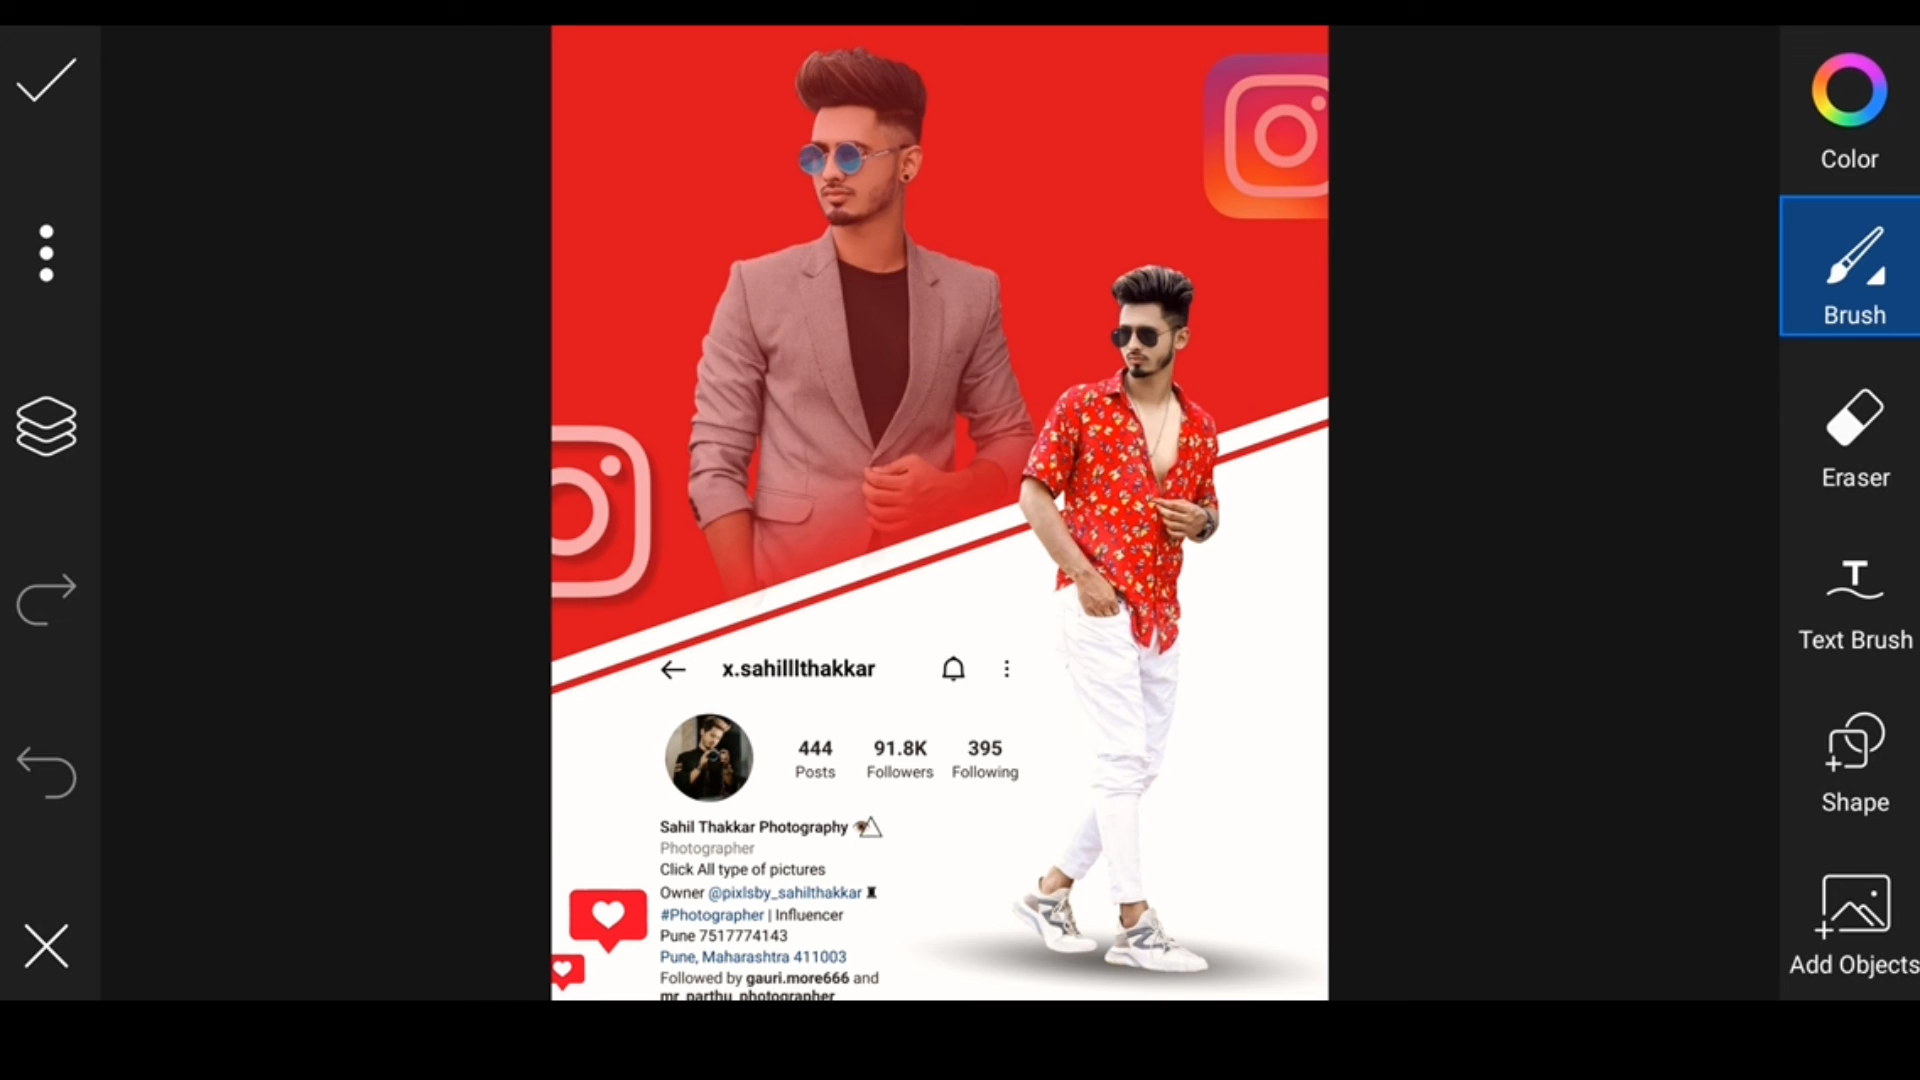 Color
Brush
Eraser
Text Brush
Shape
Add Objects
x.sahilllthakkar
444 91.8K 395
Posts Followers Following
Sahil Thakkar Photography
Photographer
Click All type of pictures
Owner @pixlsby_sahilthakkar
#Photographer | Influencer
Pune 7517774143
Pune, Maharashtra 411003
Followed by gauri.more666 and
mr_parthu_photographer